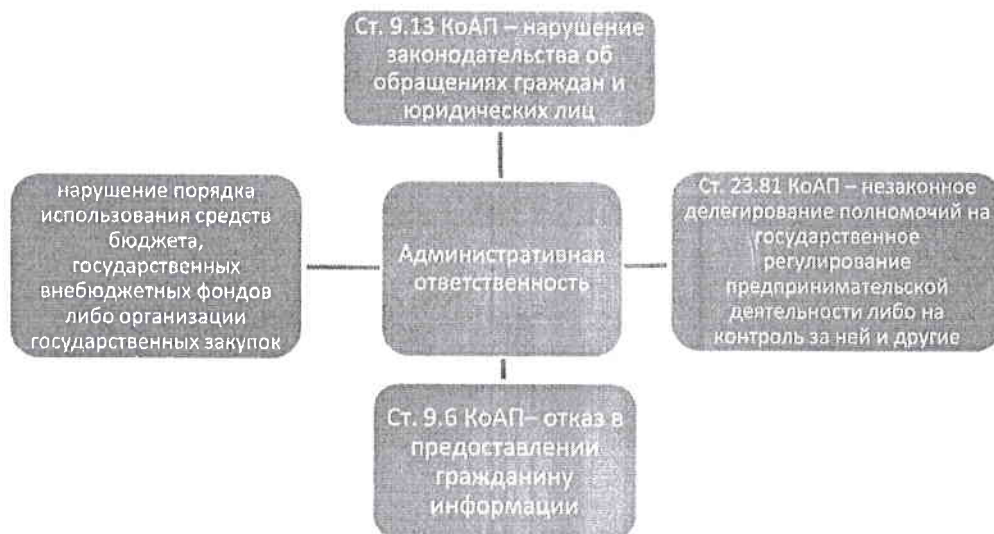 Ст. 9.13 КоАП – нарушение
законодательства об
обращениях граждан и
юридических лиц
нарушение порядка
использования средств
бюджета,
государственных
внебюджетных фондов
либо организации
государственных закупок
Административная
ответственность
Ст. 23.81 КоАП – незаконное
делегирование полномочий на
государственное
регулирование
предпринимательской
деятельности либо на
контроль за ней и другие
Ст. 9.6 КоАП– отказ в
предоставлении
гражданину
информации